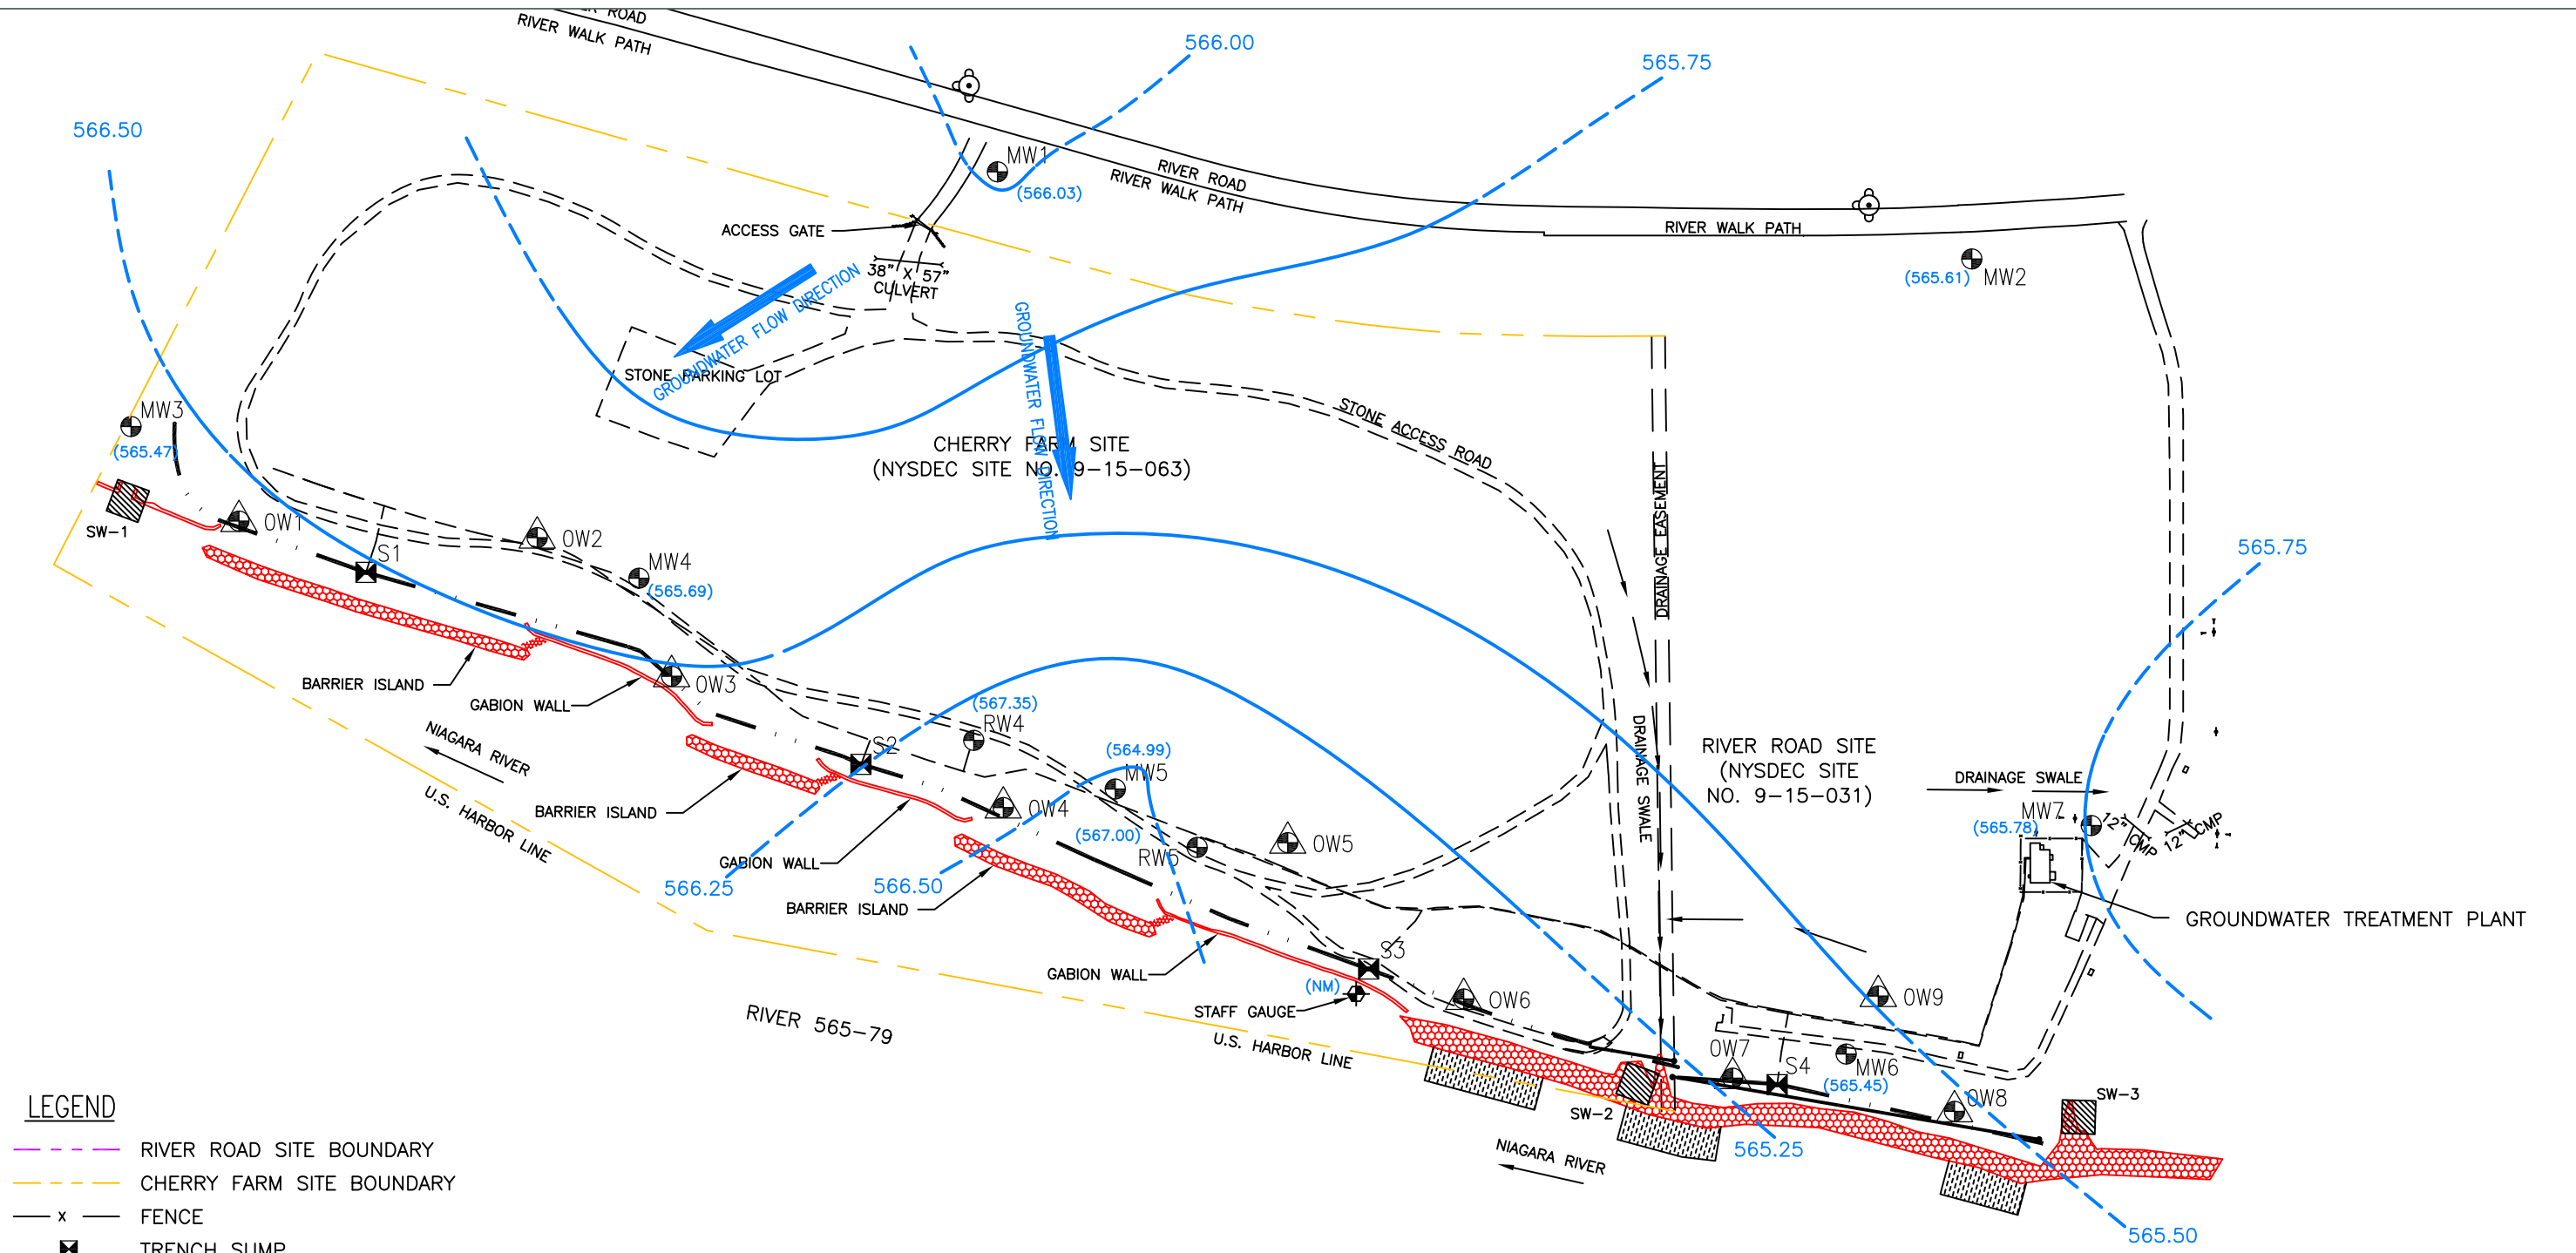 RIVER ROAD
RIVER WALK PATH
566.00
565.75
566.50
MW1
(566.03)
RIVER ROAD
RIVER WALK PATH
ACCESS GATE
RIVER WALK PATH
(565.61)
MW2
38" X 57"
CULVERT
GROUNDWATER FLOW DIRECTION
GROUNDWATER FLOW DIRECTION
STONE PARKING LOT
MW3
(565.47)
STONE ACCESS ROAD
CHERRY FARM SITE
(NYSDEC SITE NO. 9-15-063)
DRAINAGE EASEMENT
SW-1
OW1
S1
OW2
MW4
(565.69)
565.75
BARRIER ISLAND
GABION WALL
OW3
(567.35)
RW4
NIAGARA RIVER
S2
(564.99)
MW5
DRAINAGE SWALE
RIVER ROAD SITE
(NYSDEC SITE
NO. 9-15-031)
DRAINAGE SWALE
U.S. HARBOR LINE
BARRIER ISLAND
OW4
(567.00)
RW5
OW5
MW7
(565.78)
12" CMP
12" CMP
GABION WALL
566.25
566.50
BARRIER ISLAND
GROUNDWATER TREATMENT PLANT
GABION WALL
S3
(NM)
STAFF GAUGE
OW6
OW9
RIVER 565-79
U.S. HARBOR LINE
OW7
S4
MW6
(565.45)
OW8
SW-2
SW-3
565.25
NIAGARA RIVER
565.50
LEGEND
RIVER ROAD SITE BOUNDARY
CHERRY FARM SITE BOUNDARY
x FENCE
TRENCH SUMP